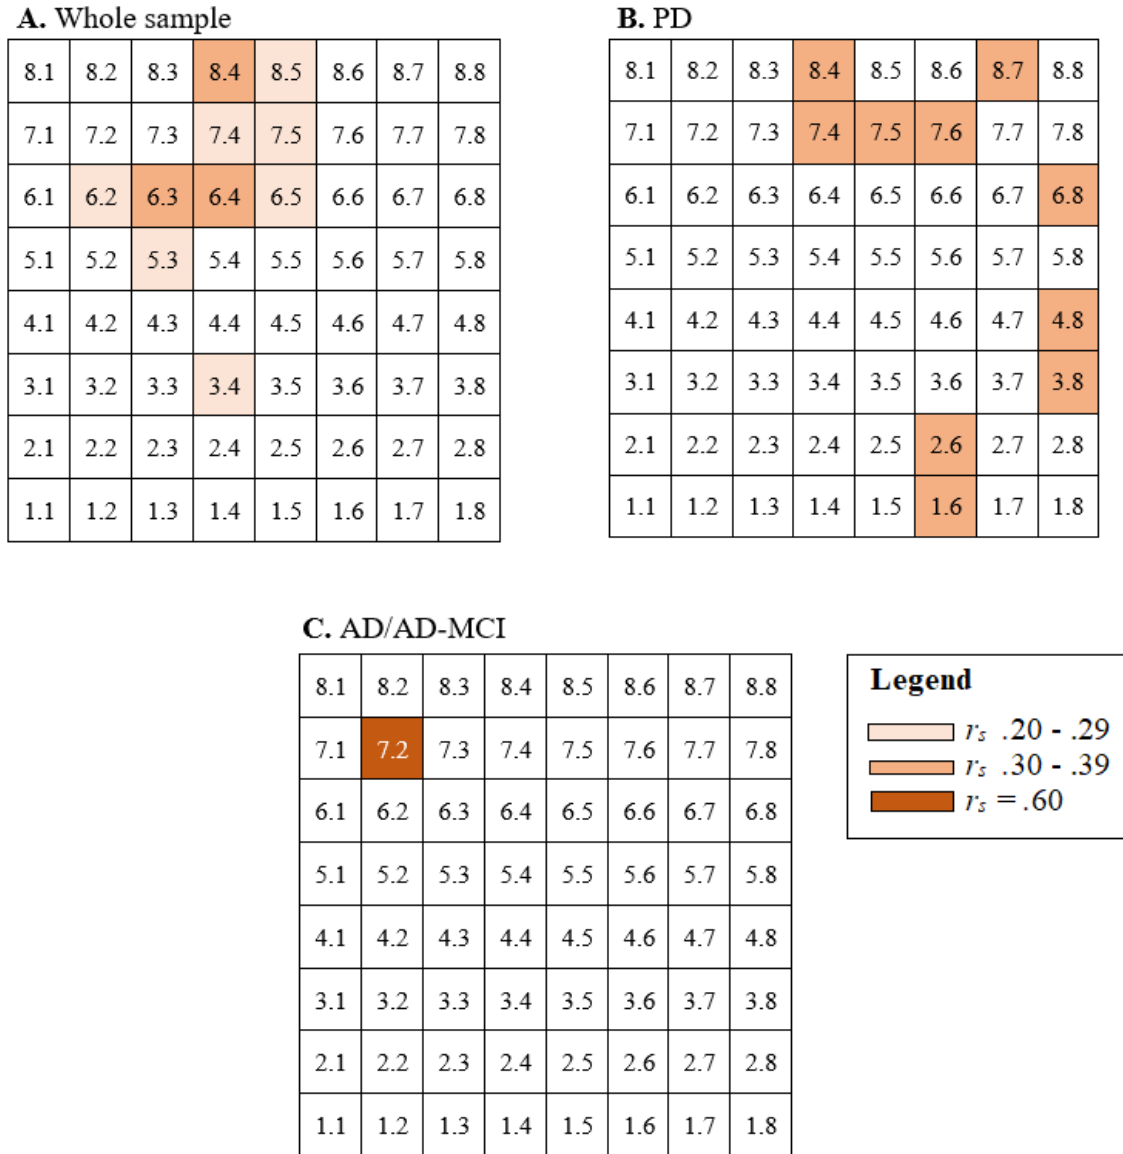 A. Whole sample
8.1 8.2 8.3 8.4 8.5 8.6 8.7 8.8
7.1 7.2 7.3 7.4 7.5 7.6 7.7 7.8
6.1 6.2 6.3 6.4 6.5 6.6 6.7 6.8
5.1 5.2 5.3 5.4 5.5 5.6 5.7 5.8
4.1 4.2 4.3 4.4 4.5 4.6 4.7 4.8
3.1 3.2 3.3 3.4 3.5 3.6 3.7 3.8
2.1 2.2 2.3 2.4 2.5 2.6 2.7 2.8
1.1 1.2 1.3 1.4 1.5 1.6 1.7 1.8
B. PD
8.1 8.2 8.3 8.4 8.5 8.6 8.7 8.8
7.1 7.2 7.3 7.4 7.5 7.6 7.7 7.8
6.1 6.2 6.3 6.4 6.5 6.6 6.7 6.8
5.1 5.2 5.3 5.4 5.5 5.6 5.7 5.8
4.1 4.2 4.3 4.4 4.5 4.6 4.7 4.8
3.1 3.2 3.3 3.4 3.5 3.6 3.7 3.8
2.1 2.2 2.3 2.4 2.5 2.6 2.7 2.8
1.1 1.2 1.3 1.4 1.5 1.6 1.7 1.8
C. AD/AD-MCI
8.1 8.2 8.3 8.4 8.5 8.6 8.7 8.8
7.1 7.2 7.3 7.4 7.5 7.6 7.7 7.8
6.1 6.2 6.3 6.4 6.5 6.6 6.7 6.8
5.1 5.2 5.3 5.4 5.5 5.6 5.7 5.8
4.1 4.2 4.3 4.4 4.5 4.6 4.7 4.8
3.1 3.2 3.3 3.4 3.5 3.6 3.7 3.8
2.1 2.2 2.3 2.4 2.5 2.6 2.7 2.8
1.1 1.2 1.3 1.4 1.5 1.6 1.7 1.8
Legend
rs .20 - .29
rs .30 - .39
rs = .60